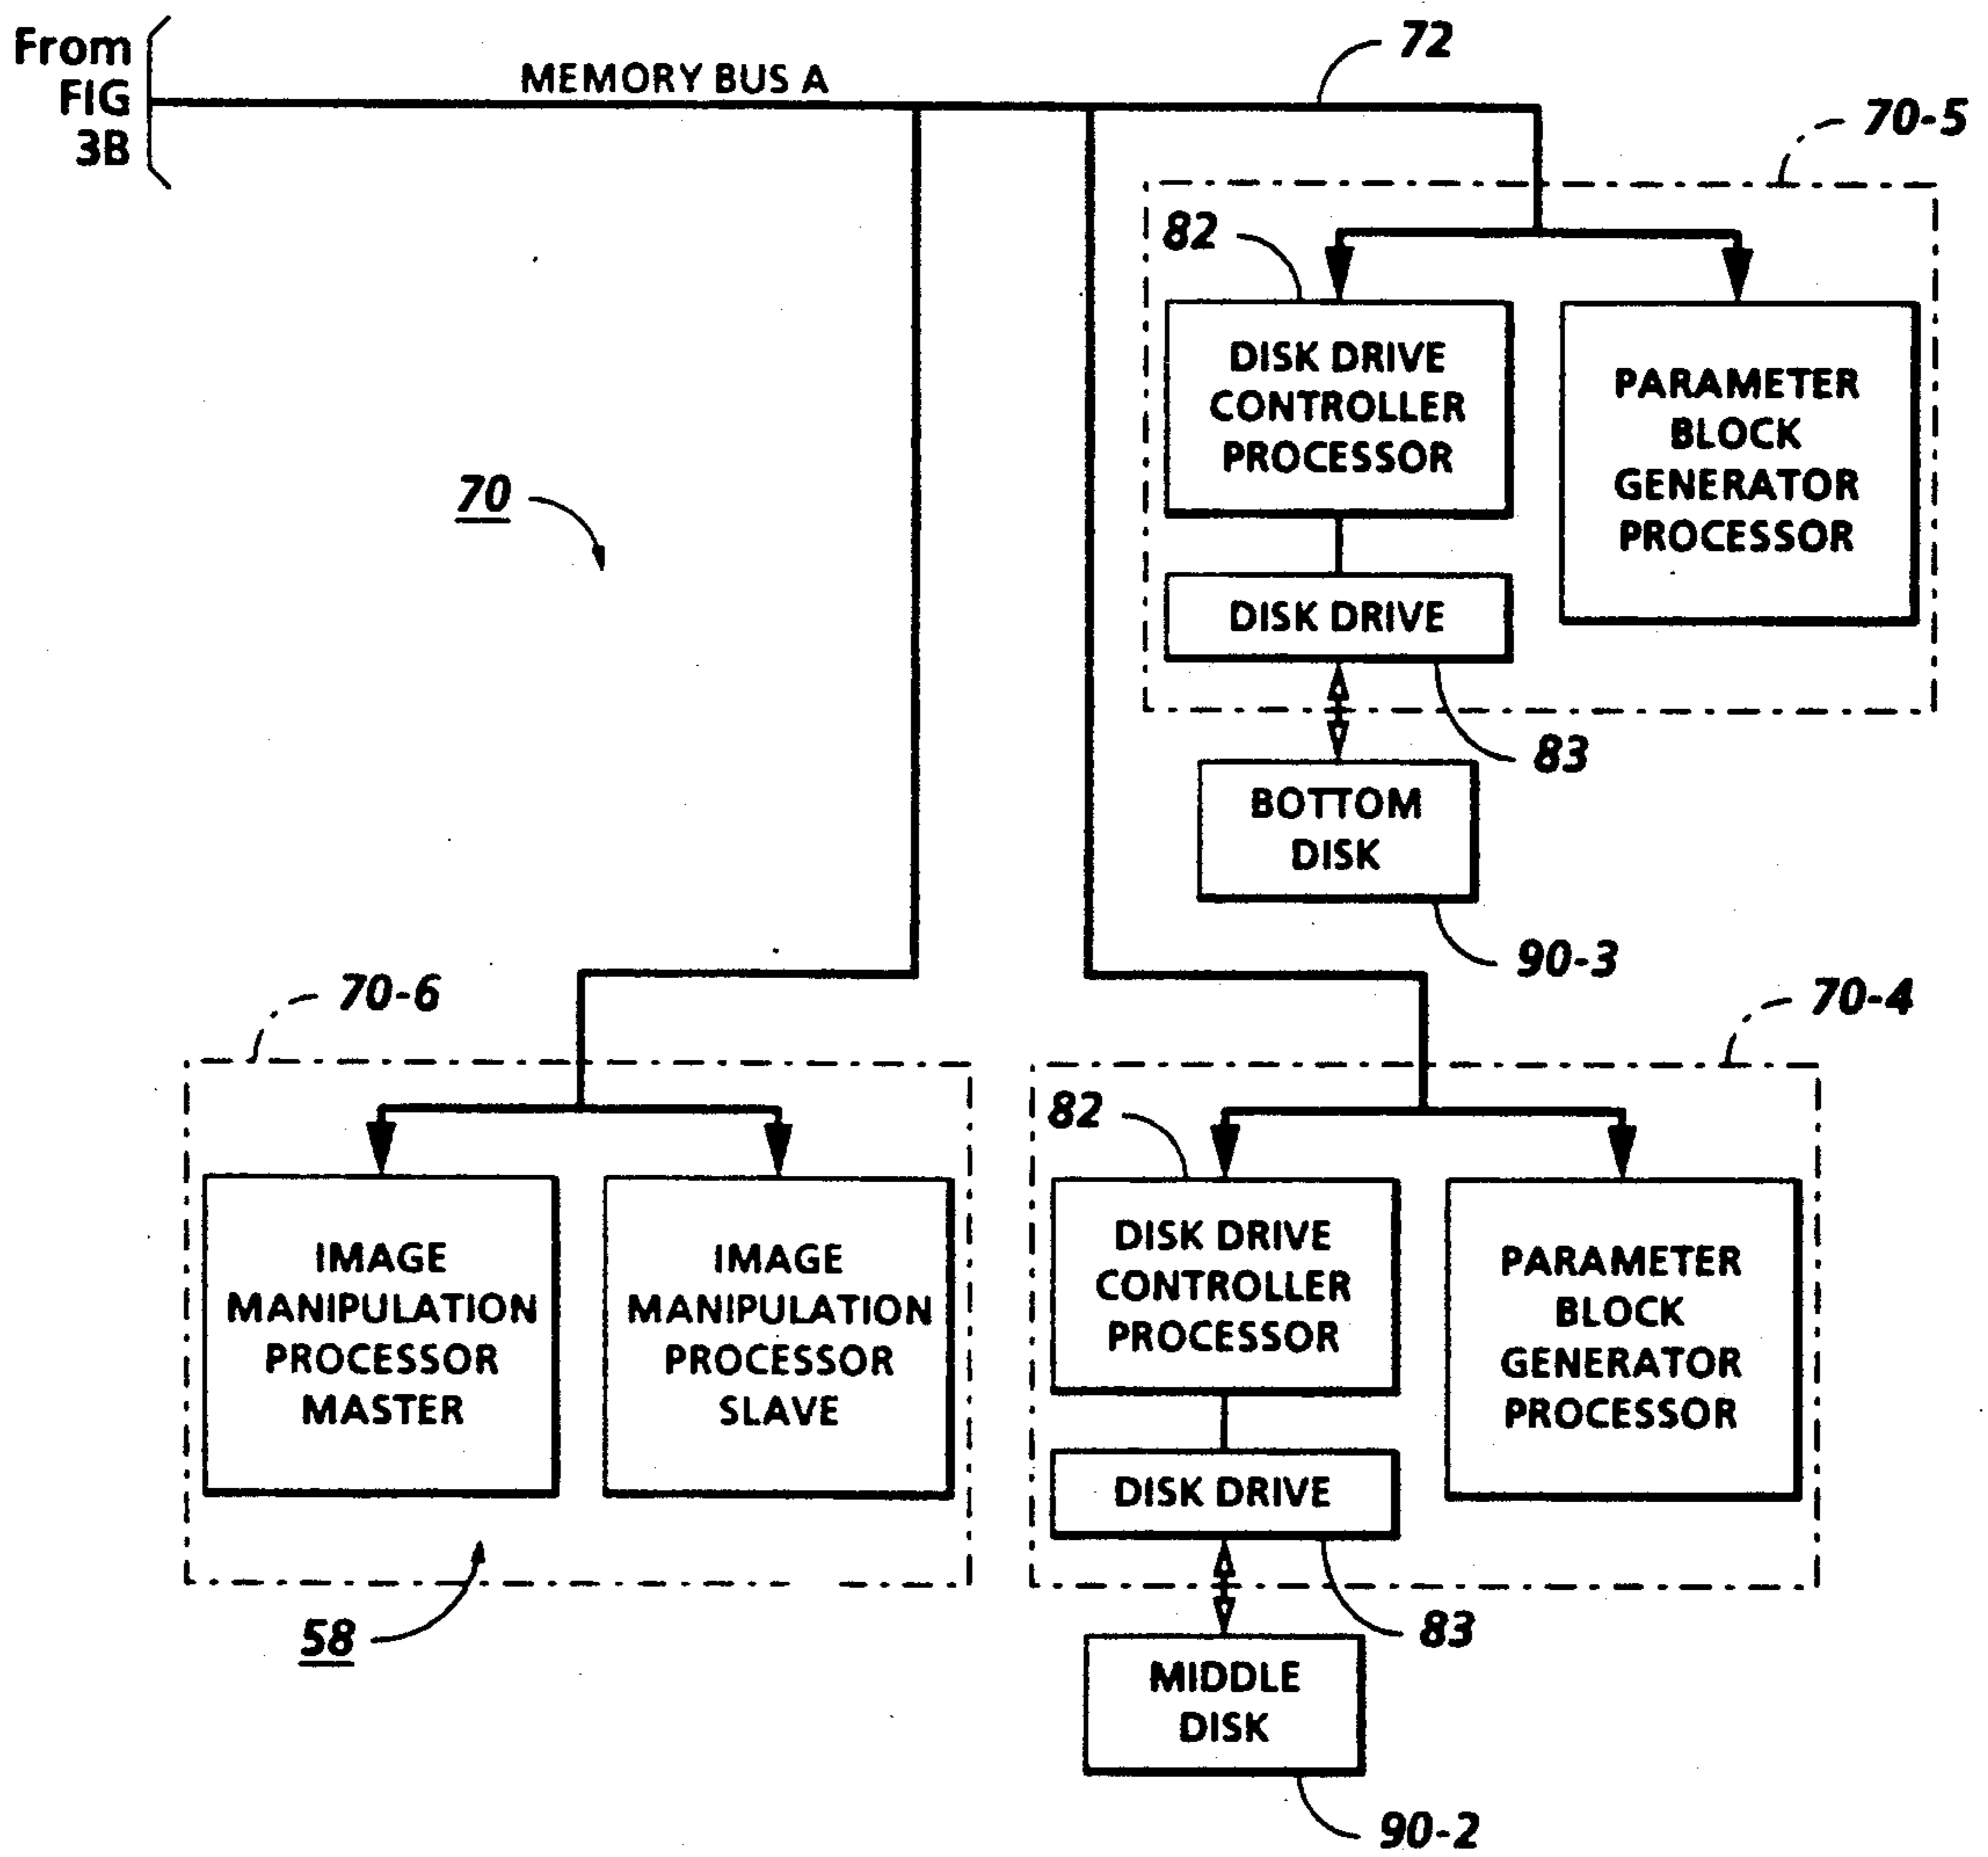 From
FIG
3B
MEMORY BUS A
72
70-5
82
DISK DRIVE
CONTROLLER
PROCESSOR
PARAMETER
BLOCK
GENERATOR
PROCESSOR
70
DISK DRIVE
83
BOTTOM
DISK
90-3
70-6
70-4
82
IMAGE
MANIPULATION
PROCESSOR
MASTER
IMAGE
MANIPULATION
PROCESSOR
SLAVE
DISK DRIVE
CONTROLLER
PROCESSOR
PARAMETER
BLOCK
GENERATOR
PROCESSOR
DISK DRIVE
58
83
MIDDLE
DISK
90-2